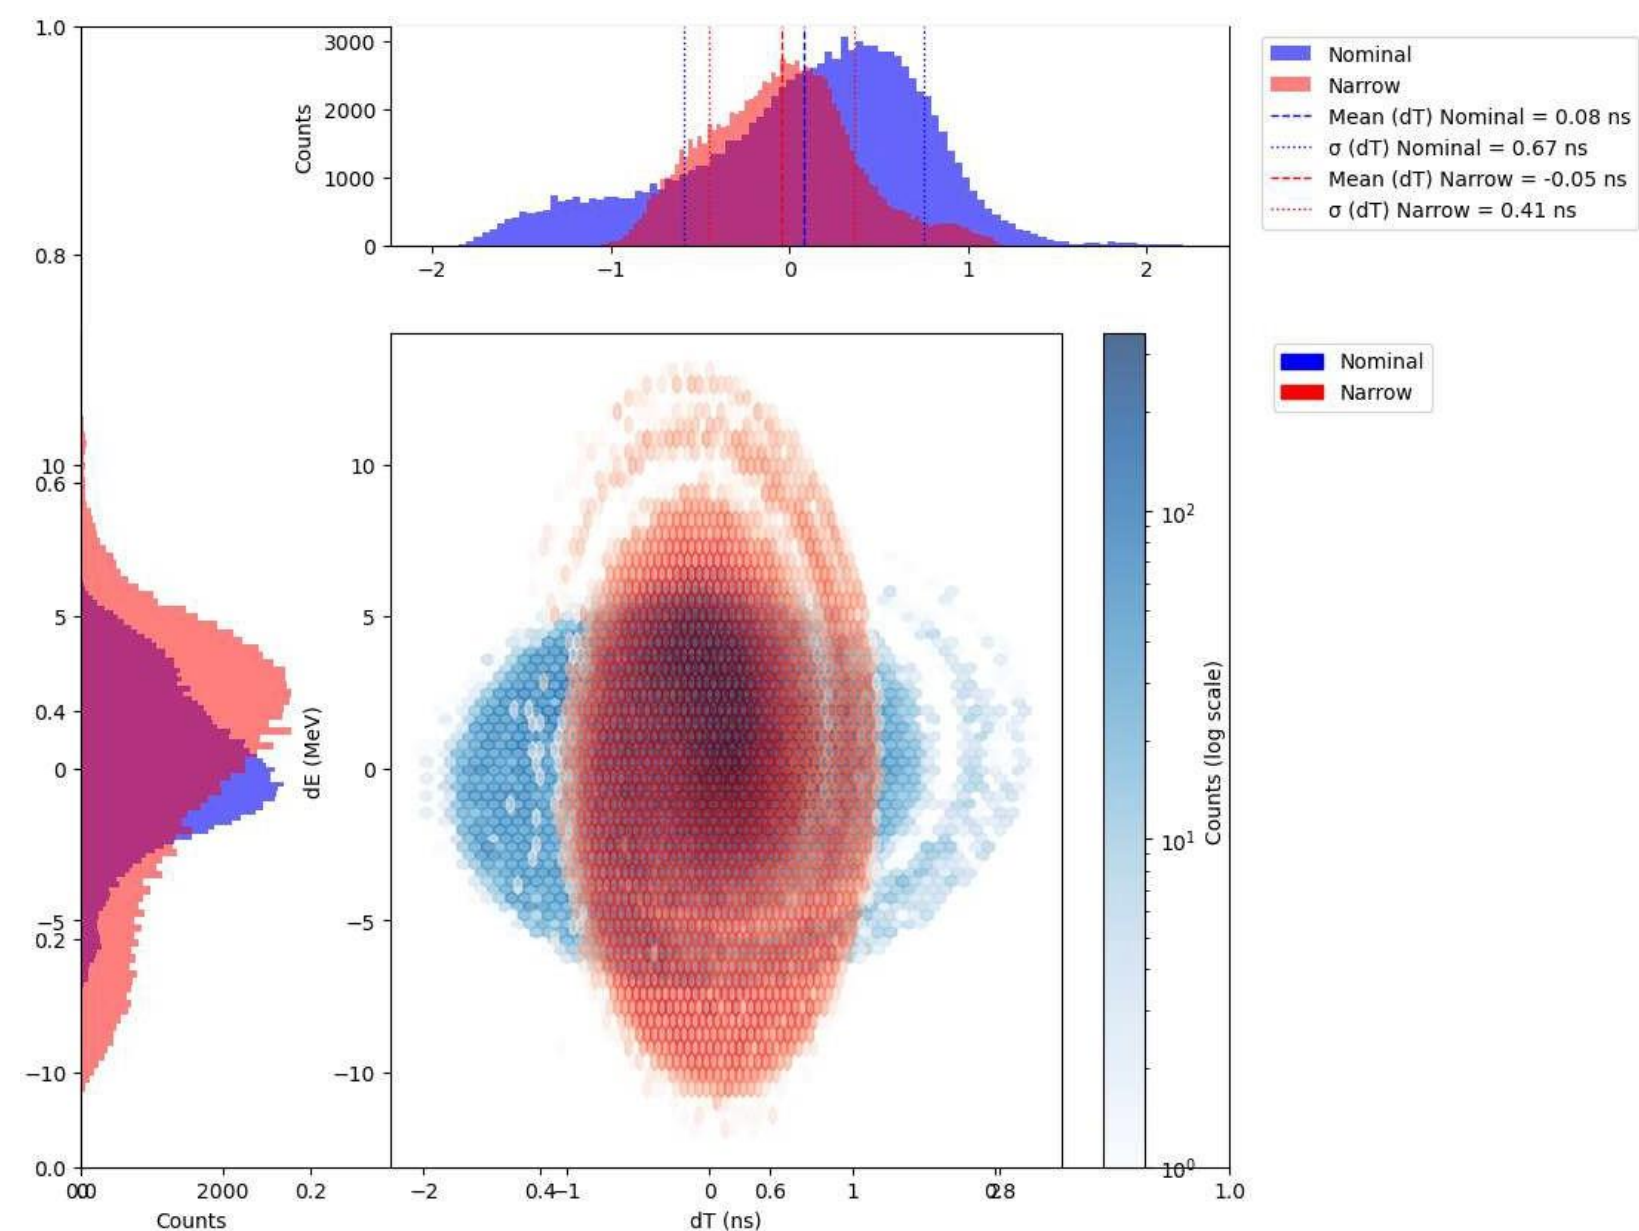 1.0
0.8
10
0.6
5
0.4
0
−5
0.2
−10
0.0
Counts
3000
2000
1000
0
−2
−1
0
1
2
Nominal
Narrow
Mean (dT) Nominal = 0.08 ns
σ (dT) Nominal = 0.67 ns
Mean (dT) Narrow = -0.05 ns
σ (dT) Narrow = 0.41 ns
Nominal
Narrow
dE (MeV)
10
5
0
−5
−10
10²
10¹
10⁰
Counts (log scale)
2000
0.2
−2
0.4
−1
0
0.6
1
1.0
Counts
dT (ns)